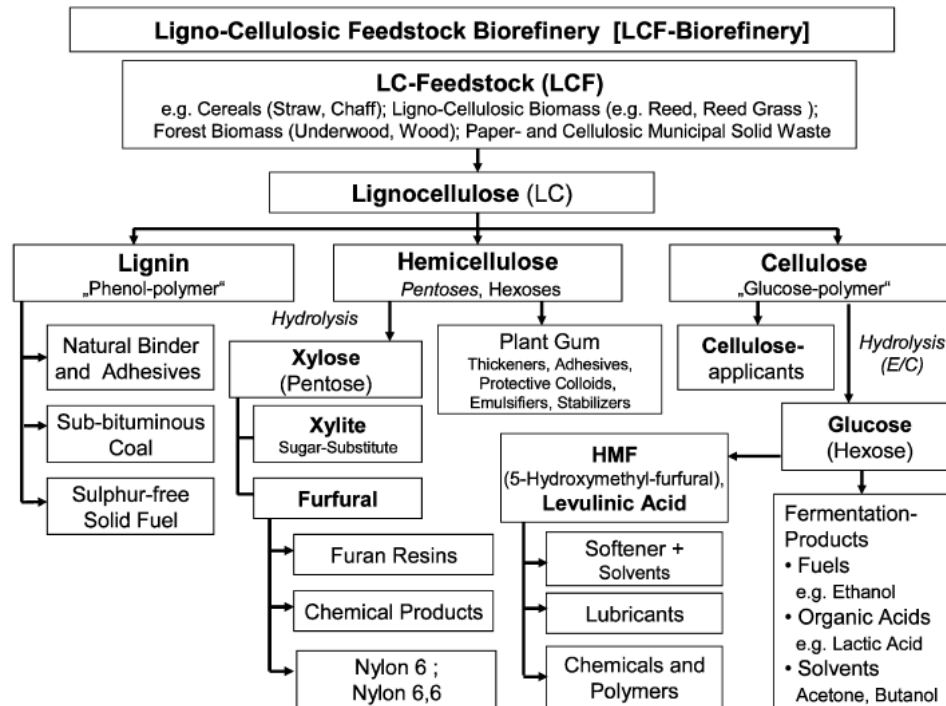 Ligno-Cellulosic Feedstock Biorefinery [LCF-Biorefinery]
LC-Feedstock (LCF)
e.g. Cereals (Straw, Chaff); Ligno-Cellulosic Biomass (e.g. Reed, Reed Grass );
Forest Biomass (Underwood, Wood); Paper- and Cellulosic Municipal Solid Waste
Lignocellulose (LC)
Lignin
„Phenol-polymer“
Natural Binder
and Adhesives
Sub-bituminous
Coal
Sulphur-free
Solid Fuel
Hemicellulose
Pentoses, Hexoses
Hydrolysis
Xylose
(Pentose)
Xylite
Sugar-Substitute
Furfural
Furan Resins
Chemical Products
Nylon 6 ;
Nylon 6,6
Plant Gum
Thickeners, Adhesives,
Protective Colloids,
Emulsifiers, Stabilizers
Cellulose
„Glucose-polymer“
Cellulose-
applicants
Hydrolysis
(E/C)
Glucose
(Hexose)
HMF
(5-Hydroxymethyl-furfural),
Levulinic Acid
Softener +
Solvents
Lubricants
Chemicals and
Polymers
Fermentation-
Products
• Fuels
e.g. Ethanol
• Organic Acids
e.g. Lactic Acid
• Solvents
Acetone, Butanol